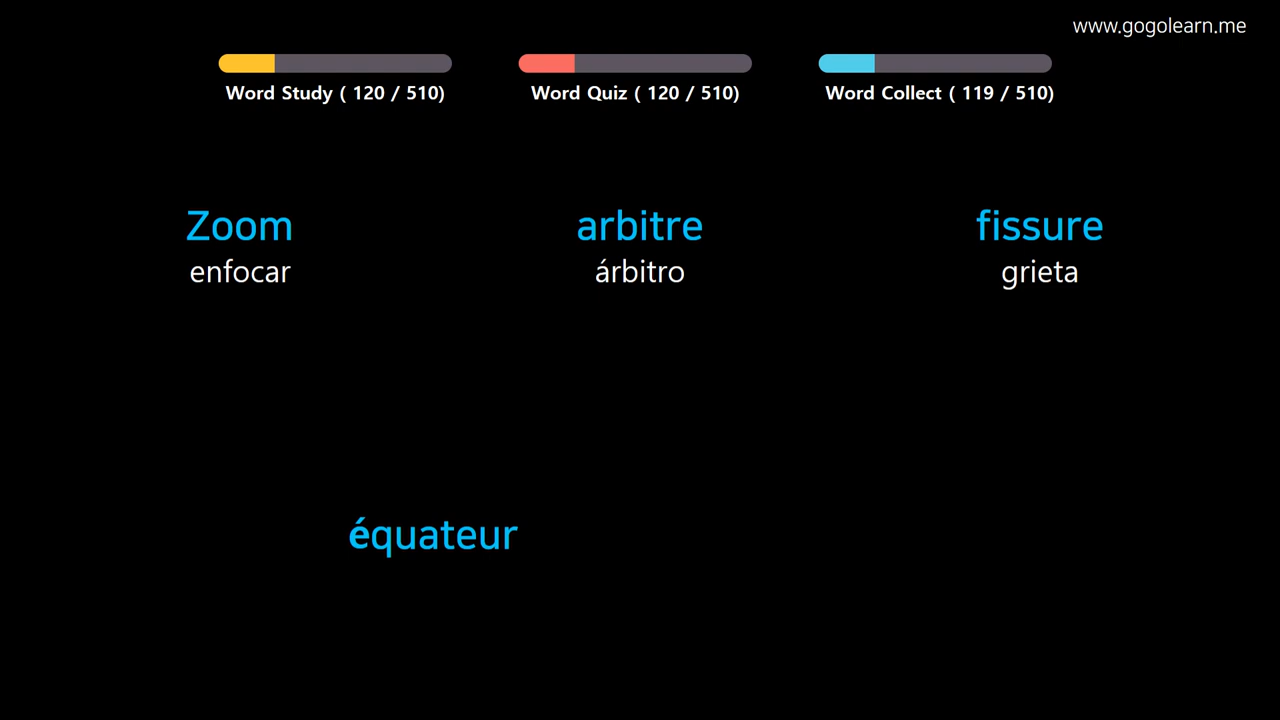 www.gogolearn.me
Word Study ( 120 / 510)
Word Quiz ( 120 / 510)
Word Collect ( 119 / 510)
Zoom
enfocar
arbitre
árbitro
fissure
grieta
équateur